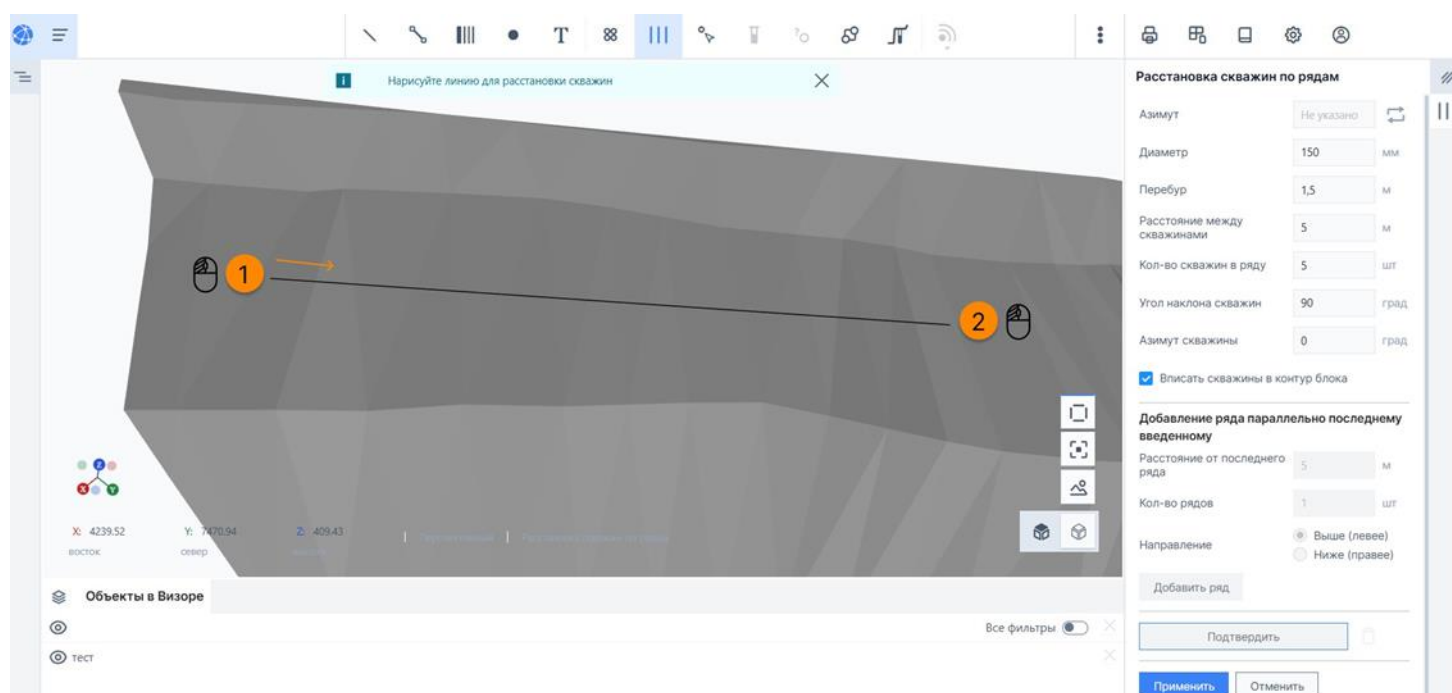 T
?
Нарисуйте линию для расстановки скважин
1
2
X: 4239.52
Y: 7470.94
Z: 409.43
восток
север
Z
X
Y
Объекты в Визоре
Все фильтры
тест
Расстановка скважин по рядам
Азимут
Не указано
Диаметр
150
мм
Перебур
1,5
м
Расстояние между
скважинами
5
м
Кол-во скважин в ряду
5
шт
Угол наклона скважин
90
град
Азимут скважины
0
град
Вписать скважины в контур блока
Добавление ряда параллельно последнему
введенному
Расстояние от последнего
ряда
5
м
Кол-во рядов
1
шт
Направление
Выше (левее)
Ниже (правее)
Добавить ряд
Подтвердить
Применить
Отменить